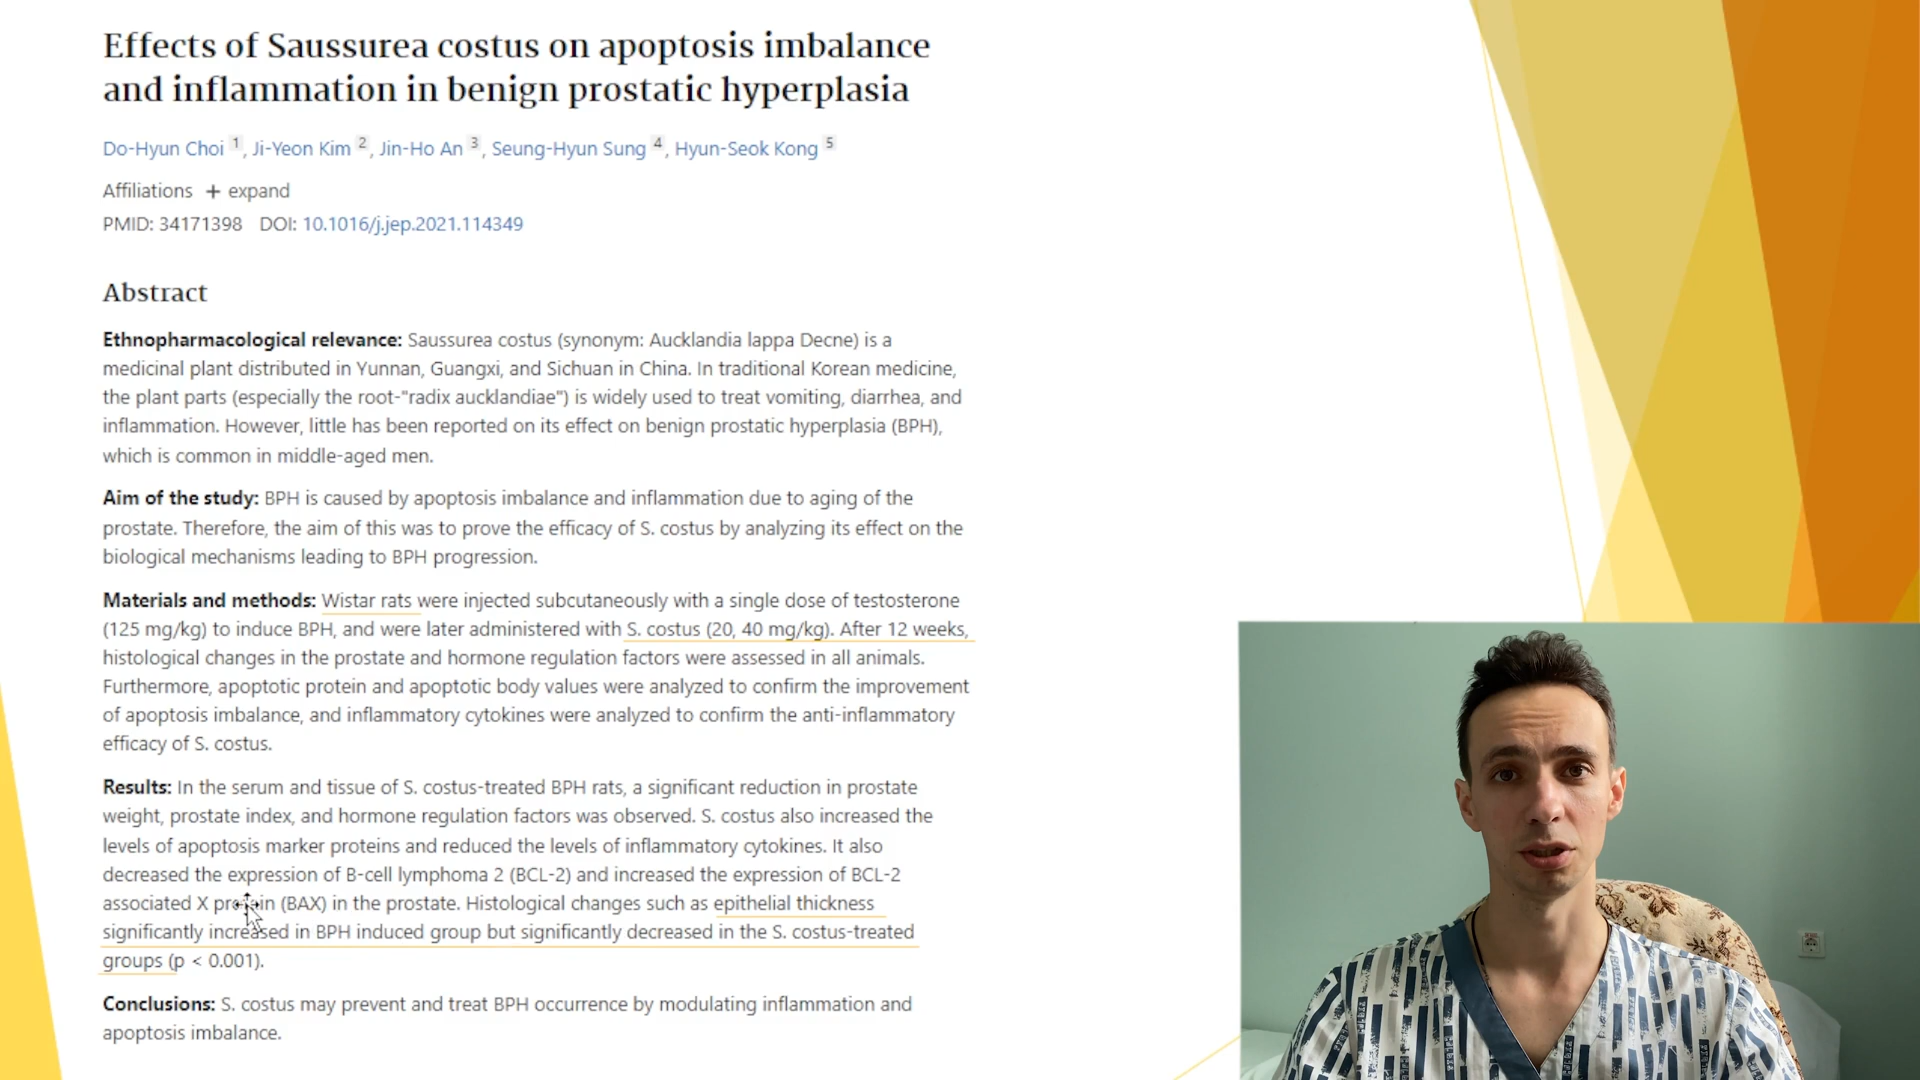 Effects of Saussurea costus on apoptosis imbalance
and inflammation in benign prostatic hyperplasia
Do-Hyun Choi 1, Ji-Yeon Kim 2, Jin-Ho An 3, Seung-Hyun Sung 4, Hyun-Seok Kong 5
Affiliations + expand
PMID: 34171398 DOI: 10.1016/j.jep.2021.114349
Abstract
Ethnopharmacological relevance: Saussurea costus (synonym: Aucklandia lappa Decne) is a
medicinal plant distributed in Yunnan, Guangxi, and Sichuan in China. In traditional Korean medicine,
the plant parts (especially the root-"radix aucklandiae") is widely used to treat vomiting, diarrhea, and
inflammation. However, little has been reported on its effect on benign prostatic hyperplasia (BPH),
which is common in middle-aged men.
Aim of the study: BPH is caused by apoptosis imbalance and inflammation due to aging of the
prostate. Therefore, the aim of this was to prove the efficacy of S. costus by analyzing its effect on the
biological mechanisms leading to BPH progression.
Materials and methods: Wistar rats were injected subcutaneously with a single dose of testosterone
(125 mg/kg) to induce BPH, and were later administered with S. costus (20, 40 mg/kg). After 12 weeks,
histological changes in the prostate and hormone regulation factors were assessed in all animals.
Furthermore, apoptotic protein and apoptotic body values were analyzed to confirm the improvement
of apoptosis imbalance, and inflammatory cytokines were analyzed to confirm the anti-inflammatory
efficacy of S. costus.
Results: In the serum and tissue of S. costus-treated BPH rats, a significant reduction in prostate
weight, prostate index, and hormone regulation factors was observed. S. costus also increased the
levels of apoptosis marker proteins and reduced the levels of inflammatory cytokines. It also
decreased the expression of B-cell lymphoma 2 (BCL-2) and increased the expression of BCL-2
associated X protein (BAX) in the prostate. Histological changes such as epithelial thickness
significantly increased in BPH induced group but significantly decreased in the S. costus-treated
groups (p < 0.001).
Conclusions: S. costus may prevent and treat BPH occurrence by modulating inflammation and
apoptosis imbalance.